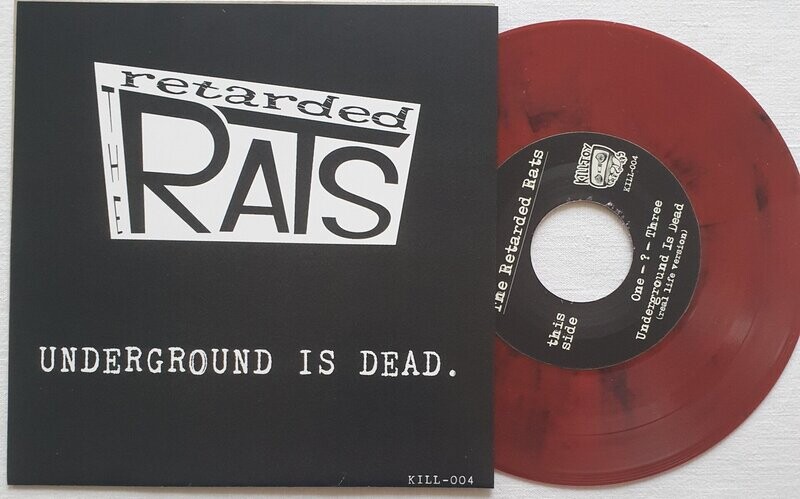 THE
retarded
RATS
UNDERGROUND IS DEAD.
KILL-004
The Retarded Rats
this
side
One - ? - Three
Underground Is Dead
(real life version)
KILL-004